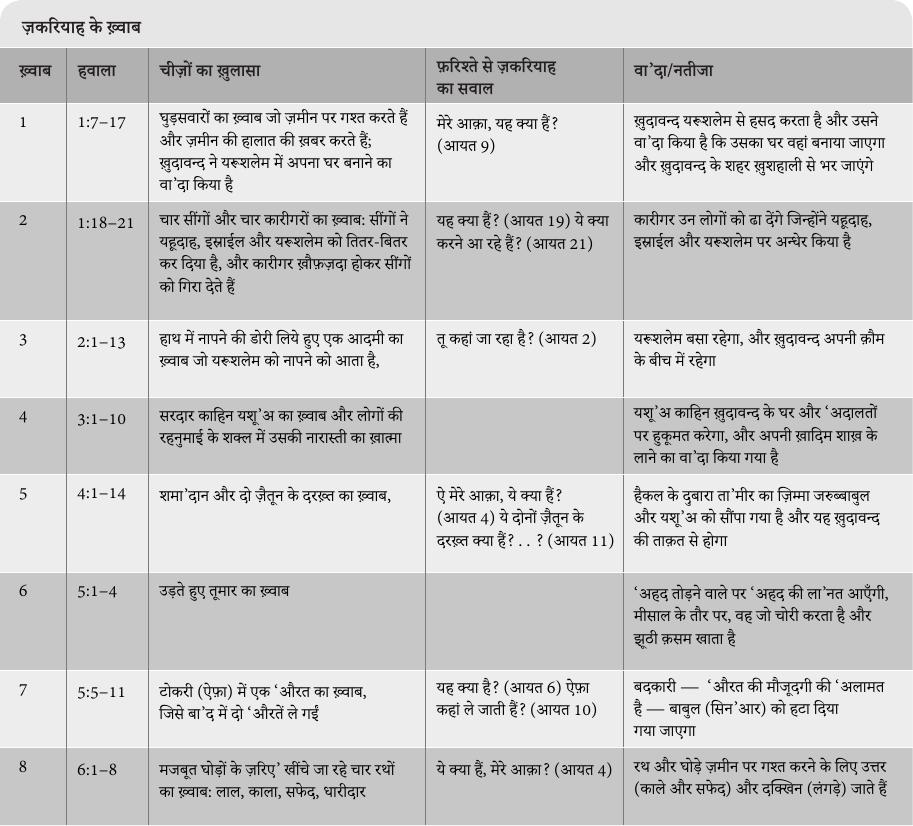 ज़करियाह के ख़्वाब
ख़्वाब
हवाला
चीज़ों का ख़ुलासा
फ़रिश्ते से ज़करियाह
का सवाल
वा’दा/नतीजा
1
1:7–17
घुड़सवारों का ख़्वाब जो ज़मीन पर गश्त करते हैं
और ज़मीन की हालात की ख़बर करते हैं;
ख़ुदावन्द ने यरूशलेम में अपना घर बनाने का
वा’दा किया है
मेरे आक़ा, यह क्या हैं?
(आयत 9)
ख़ुदावन्द यरूशलेम से हसद करता है और उसने
वा’दा किया है कि उसका घर वहां बनाया जाएगा
और ख़ुदावन्द के शहर ख़ुशहाली से भर जाएंगे
2
1:18–21
चार सींगों और चार कारीगरों का ख़्वाब: सींगों ने
यहूदाह, इस्राईल और यरूशलेम को तितर-बितर
कर दिया है, और कारीगर ख़ौफ़ज़दा होकर सींगों
को गिरा देते हैं
यह क्या हैं? (आयत 19) ये क्या
करने आ रहे हैं? (आयत 21)
कारीगर उन लोगों को ढा देंगे जिन्होंने यहूदाह,
इस्राईल और यरूशलेम पर अन्धेर किया है
3
2:1–13
हाथ में नापने की डोरी लिये हुए एक आदमी का
ख़्वाब जो यरूशलेम को नापने को आता है,
तू कहां जा रहा है? (आयत 2)
यरूशलेम बसा रहेगा, और ख़ुदावन्द अपनी क़ौम
के बीच में रहेगा
4
3:1–10
सरदार काहिन यशू’अ का ख़्वाब और लोगों की
रहनुमाई के शक्ल में उसकी नारास्ती का ख़ात्मा
यशू’अ काहिन ख़ुदावन्द के घर और ‘अदालतों
पर हुकूमत करेगा, और अपनी ख़ादिम शाख़ के
लाने का वा’दा किया गया है
5
4:1–14
शमा’दान और दो ज़ैतून के दरख़्त का ख़्वाब,
ऐ मेरे आक़ा, ये क्या हैं?
(आयत 4) ये दोनों ज़ैतून के
दरख़्त क्या हैं? . . ? (आयत 11)
हैकल के दुबारा ता’मीर का ज़िम्मा जरुब्बाबुल
और यशू’अ को सौंपा गया है और यह ख़ुदावन्द
की ताक़त से होगा
6
5:1–4
उड़ते हुए तूमार का ख़्वाब
‘अहद तोड़ने वाले पर ‘अहद की ला’नत आएँगी,
मीसाल के तौर पर, वह जो चोरी करता है और
झूठी क़सम खाता है
7
5:5–11
टोकरी (ऐफ़ा) में एक ‘औरत का ख़्वाब,
जिसे बा’द में दो ‘औरतें ले गईं
यह क्या है? (आयत 6) ऐफ़ा
कहां ले जाती हैं? (आयत 10)
बदकारी — ‘औरत की मौजूदगी की ‘अलामत
है — बाबुल (सिन’आर) को हटा दिया
गया जाएगा
8
6:1–8
मजबूत घोड़ों के ज़रिए’ खींचे जा रहे चार रथों
का ख़्वाब: लाल, काला, सफेद, धारीदार
ये क्या हैं, मेरे आक़ा? (आयत 4)
रथ और घोड़े ज़मीन पर गश्त करने के लिए उत्तर
(काले और सफेद) और दक्खिन (लंगड़े) जाते हैं